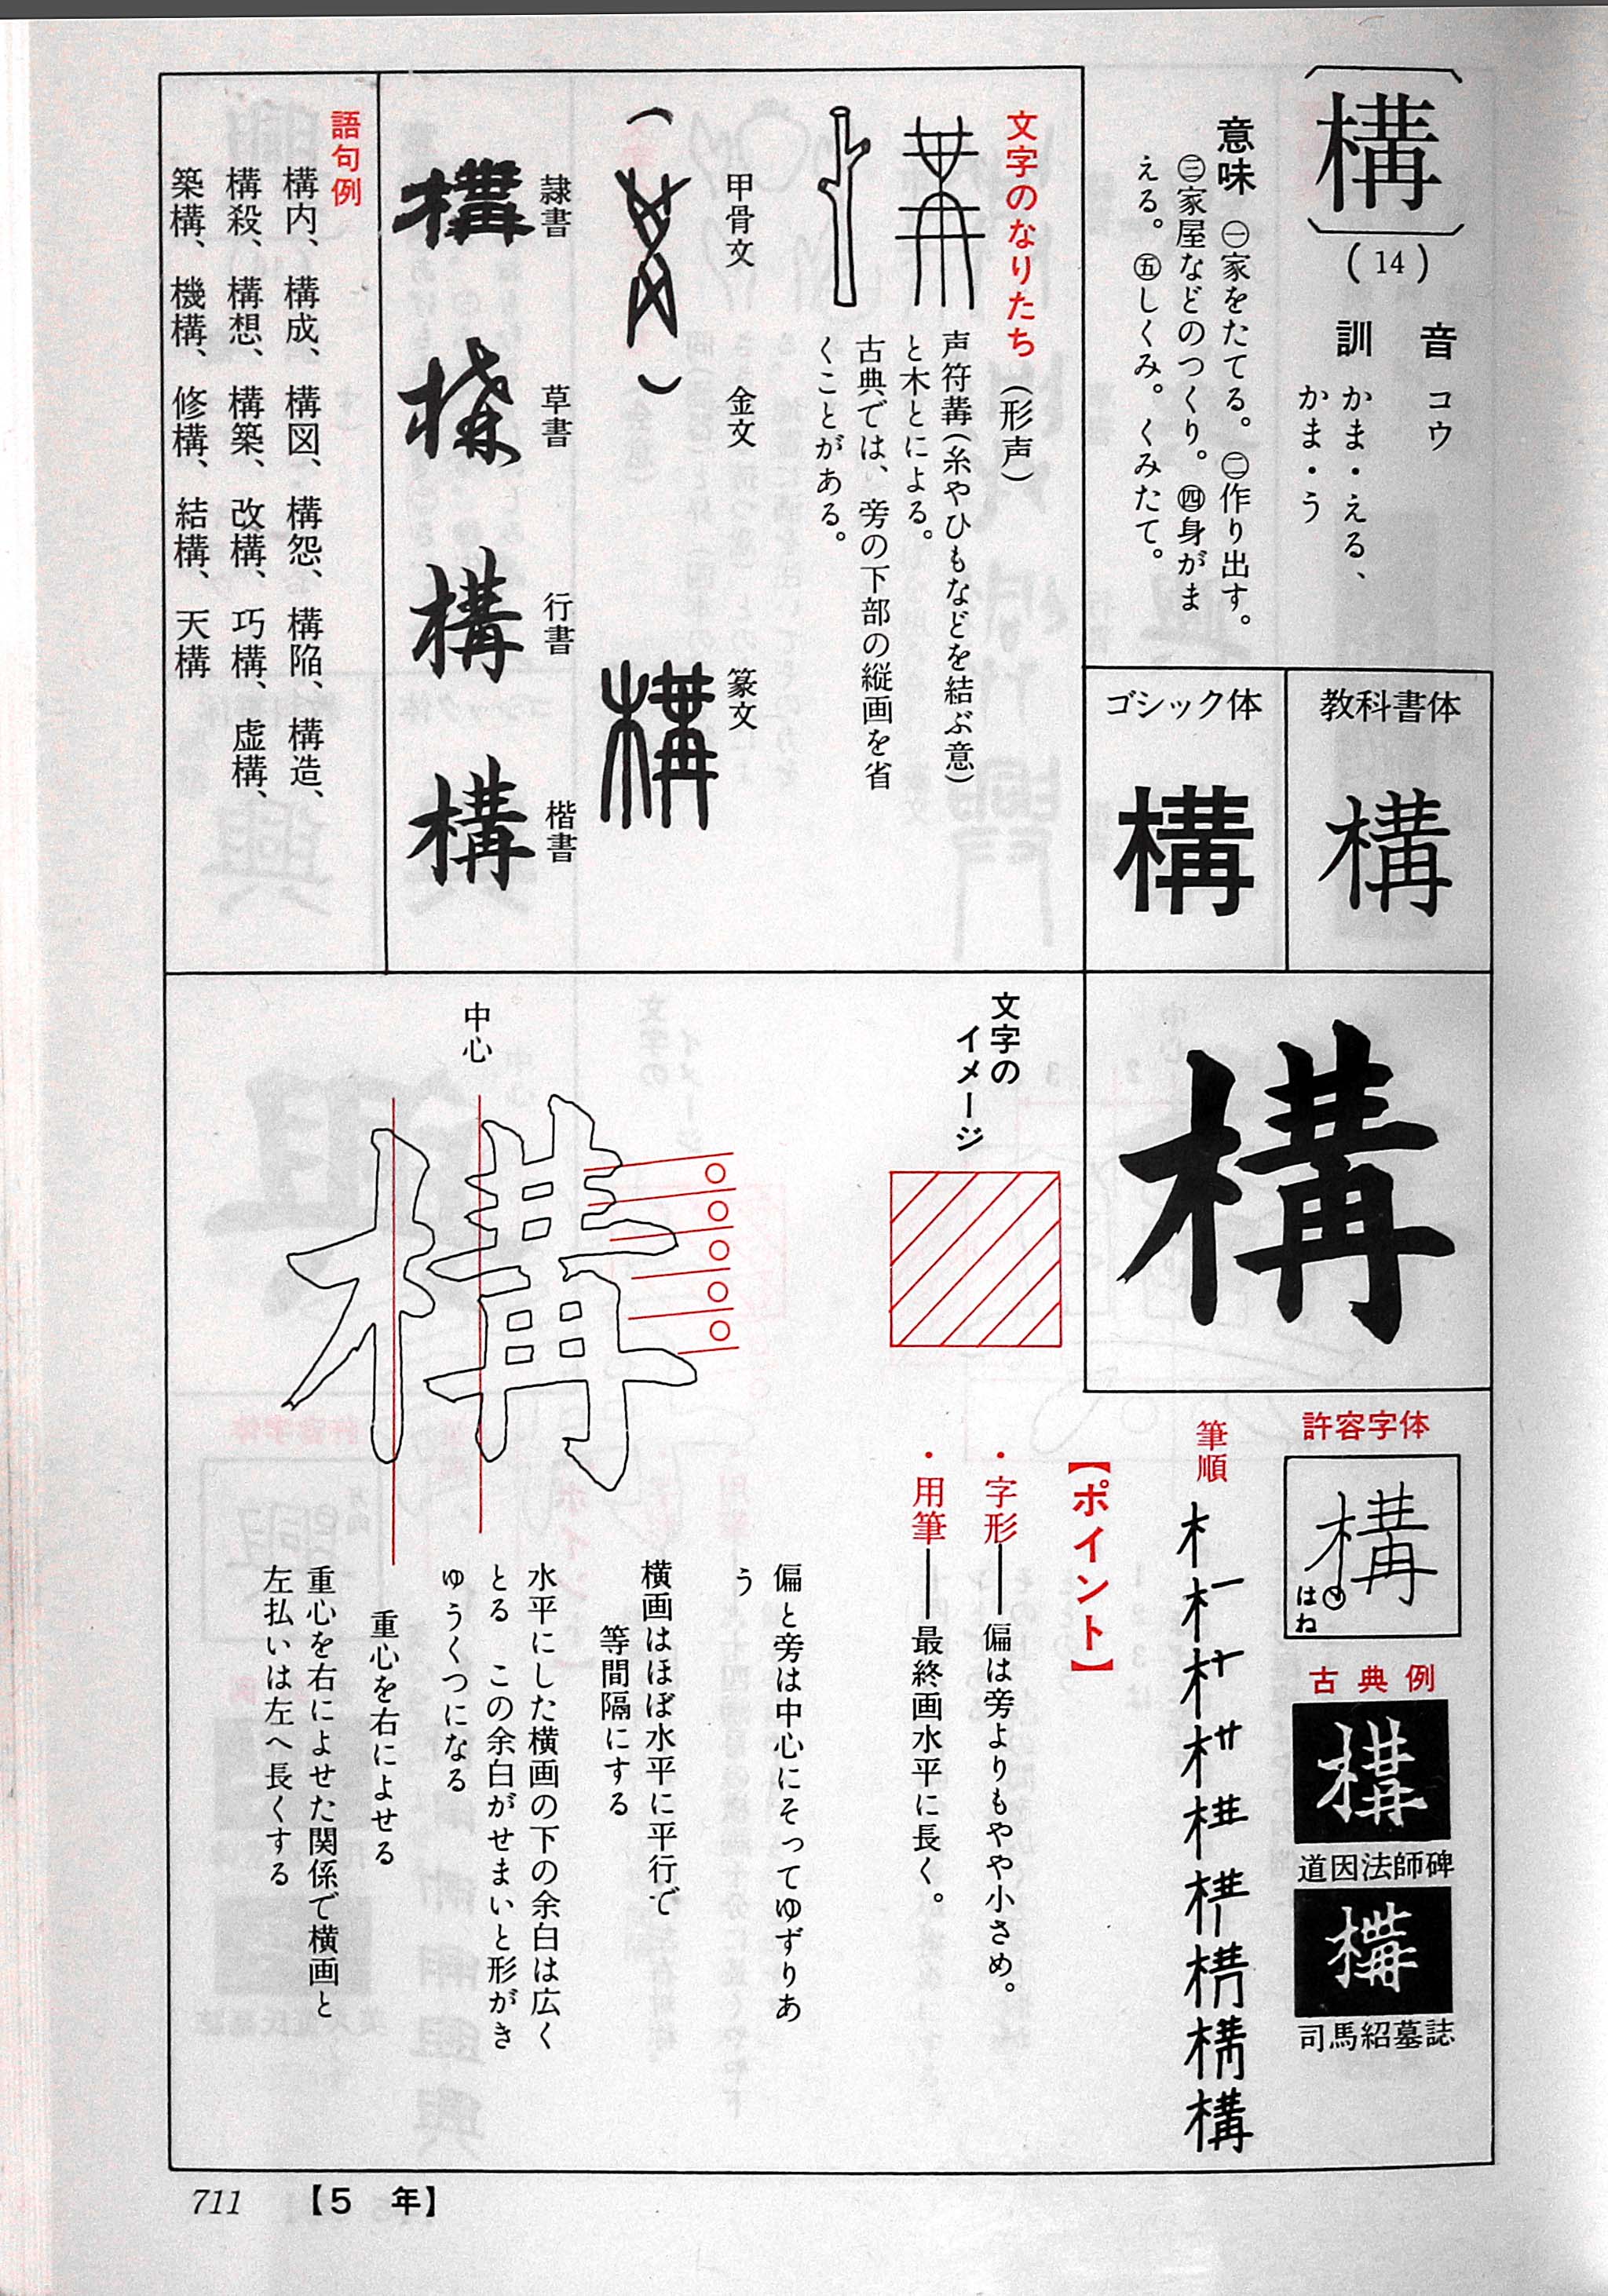 構
(14)
音 コウ
訓 かま・える、
かま・う
意味 ㊀家をたてる。㊁作り出す。
㊂家屋などのつくり。㊃身がま
える。㊄しくみ。くみたて。
教科書体
構
ゴシック体
構
文字のなりたち (形声)
声符冓(糸やひもなどを結ぶ意)
と木とによる。
古典では、旁の下部の縦画を省
くことがある。
甲骨文
金文
篆文
構
隷書
草書
行書
楷書
構
構
構
構
語句例
構内、構成、構図、構怨、構陥、構造、
構殺、構想、構築、改構、巧構、虚構、
築構、機構、修構、結構、天構
構
許容字体
構
はね
古典例
構
道因法師碑
構
司馬紹墓誌
筆順
構
文字の
イメージ
【ポイント】
・字形―偏は旁よりもやや小さめ。
・用筆―最終画水平に長く。
中心
構
偏と旁は中心にそってゆずりあ
う
横画はほぼ水平に平行で
等間隔にする
水平にした横画の下の余白は広く
とる この余白がせまいと形がき
ゆうくつになる
重心を右によせる
重心を右によせた関係で横画と
左払いは左へ長くする
711 【5 年】